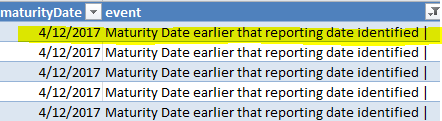 maturityDate event
4/12/2017 Maturity Date earlier that reporting date identified |
4/12/2017 Maturity Date earlier that reporting date identified |
4/12/2017 Maturity Date earlier that reporting date identified |
4/12/2017 Maturity Date earlier that reporting date identified |
4/12/2017 Maturity Date earlier that reporting date identified |